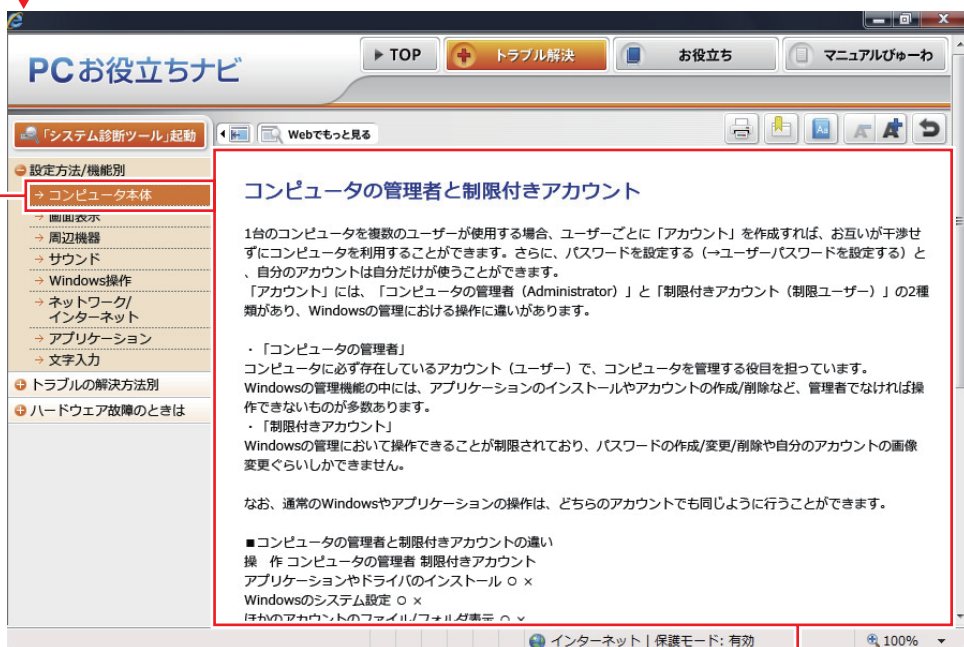 PCお役立ちナビ
TOP
トラブル解決
お役立ち
マニュアルびゅーわ
「システム診断ツール」起動
Webでもっと見る
設定方法/機能別
→ コンピュータ本体
→ 画面表示
→ 周辺機器
→ サウンド
→ Windows操作
→ ネットワーク/
インターネット
→ アプリケーション
→ 文字入力
トラブルの解決方法別
ハードウェア故障のときは
コンピュータの管理者と制限付きアカウント
1台のコンピュータを複数のユーザーが使用する場合、ユーザーごとに「アカウント」を作成すれば、お互いが干渉せ
ずにコンピュータを利用することができます。さらに、パスワードを設定する（→ユーザーパスワードを設定する）と
、自分のアカウントは自分だけが使うことができます。
「アカウント」には、「コンピュータの管理者（Administrator）」と「制限付きアカウント（制限ユーザー）」の2種
類があり、Windowsの管理における操作に違いがあります。
・「コンピュータの管理者」
コンピュータに必ず存在しているアカウント（ユーザー）で、コンピュータを管理する役目を担っています。
Windowsの管理機能の中には、アプリケーションのインストールやアカウントの作成/削除など、管理者でなければ操
作できないものが多数あります。
・「制限付きアカウント」
Windowsの管理において操作できることが制限されており、パスワードの作成/変更/削除や自分のアカウントの画像
変更ぐらいしかできません。
なお、通常のWindowsやアプリケーションの操作は、どちらのアカウントでも同じように行うことができます。
■コンピュータの管理者と制限付きアカウントの違い
操　作 コンピュータの管理者 制限付きアカウント
アプリケーションやドライバのインストール ○ ×
Windowsのシステム設定 ○ ×
ほかのアカウントのファイル/フォルダ表示 ○ ×
インターネット | 保護モード: 有効
100%